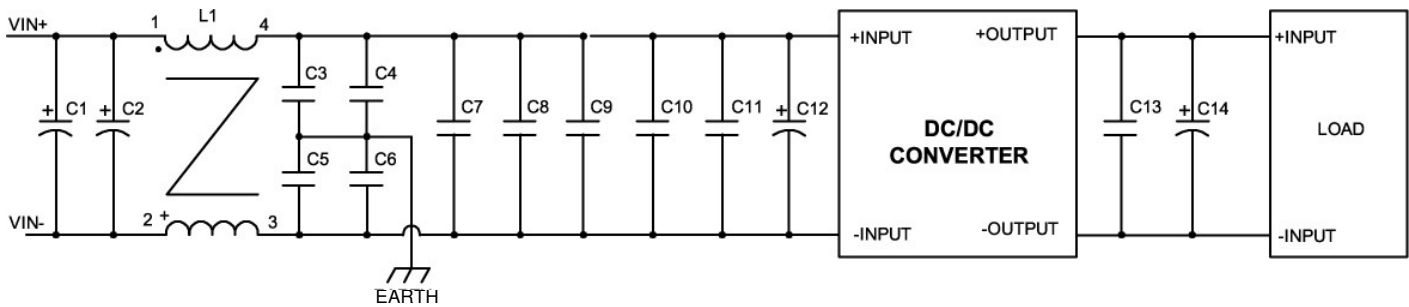 VIN+
1
L1
4
+ C1
+ C2
C3
C4
C5
C6
C7
C8
C9
C10
C11
+ C12
+INPUT
+OUTPUT
DC/DC
CONVERTER
-INPUT
-OUTPUT
C13
+ C14
+INPUT
LOAD
-INPUT
VIN-
2 +
3
EARTH